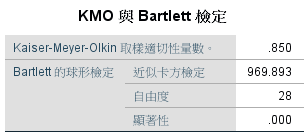 KMO 與 Bartlett 檢定
Kaiser-Meyer-Olkin 取樣適切性量數。 .850
Bartlett 的球形檢定 近似卡方檢定 969.893
自由度 28
顯著性 .000